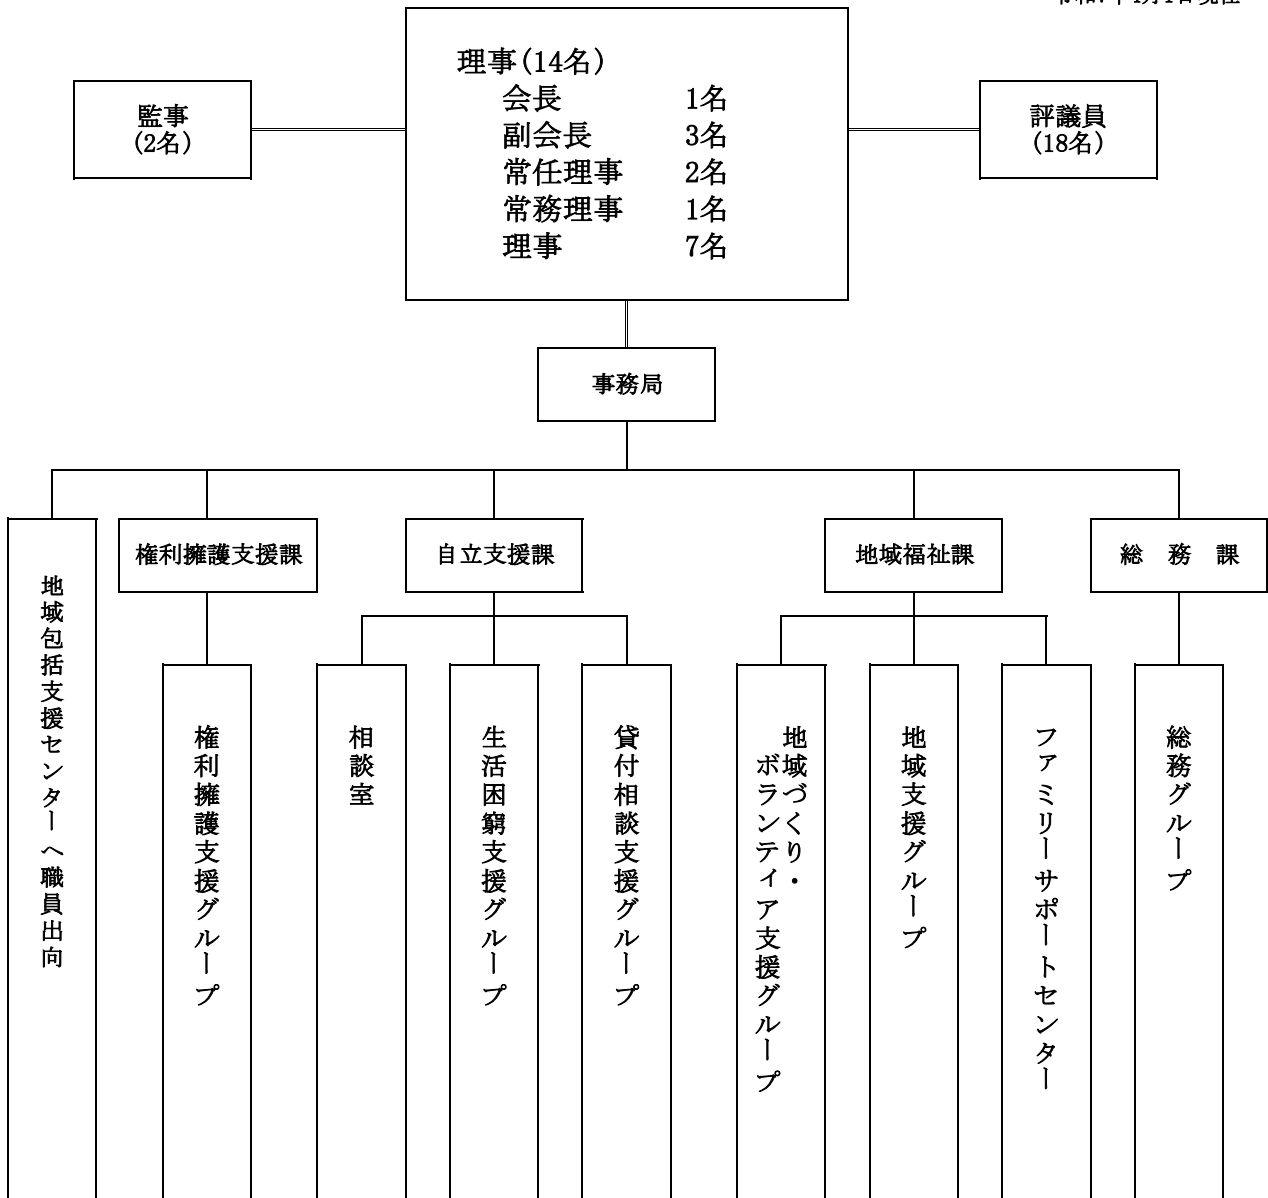 理事(14名)
会長 1名
副会長 3名
常任理事 2名
常務理事 1名
理事 7名
監事
(2名)
評議員
(18名)
事務局
権利擁護支援課
自立支援課
地域福祉課
総 務 課
総務グループ
ファミリーサポートセンター
地域支援グループ
地域づくり・
ボランティア支援グループ
貸付相談支援グループ
生活困窮支援グループ
相談室
権利擁護支援グループ
地域包括支援センターへ職員出向